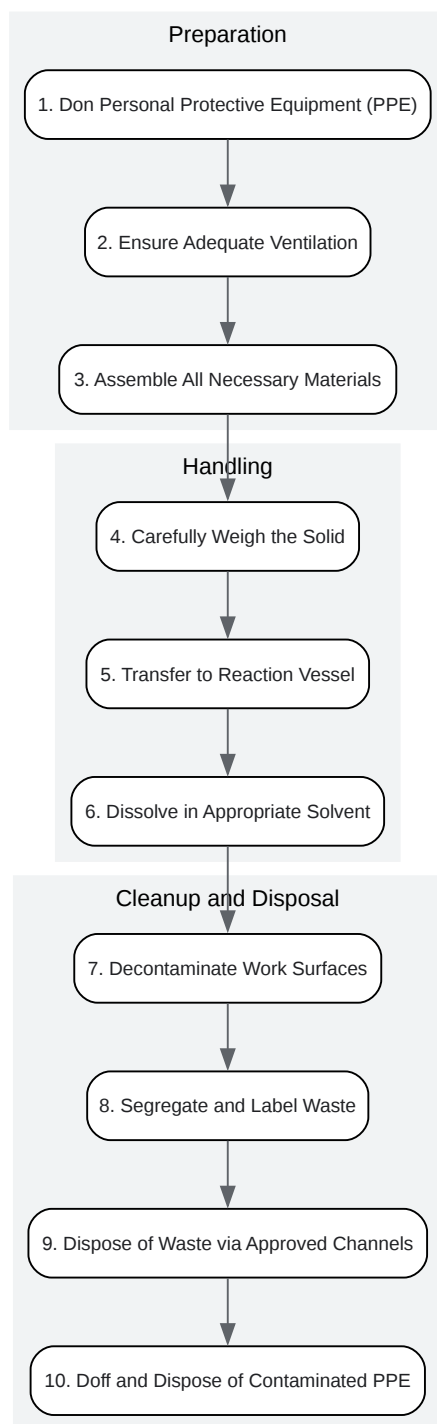 Preparation
1. Don Personal Protective Equipment (PPE)
2. Ensure Adequate Ventilation
3. Assemble All Necessary Materials
Handling
4. Carefully Weigh the Solid
5. Transfer to Reaction Vessel
6. Dissolve in Appropriate Solvent
Cleanup and Disposal
7. Decontaminate Work Surfaces
8. Segregate and Label Waste
9. Dispose of Waste via Approved Channels
10. Doff and Dispose of Contaminated PPE